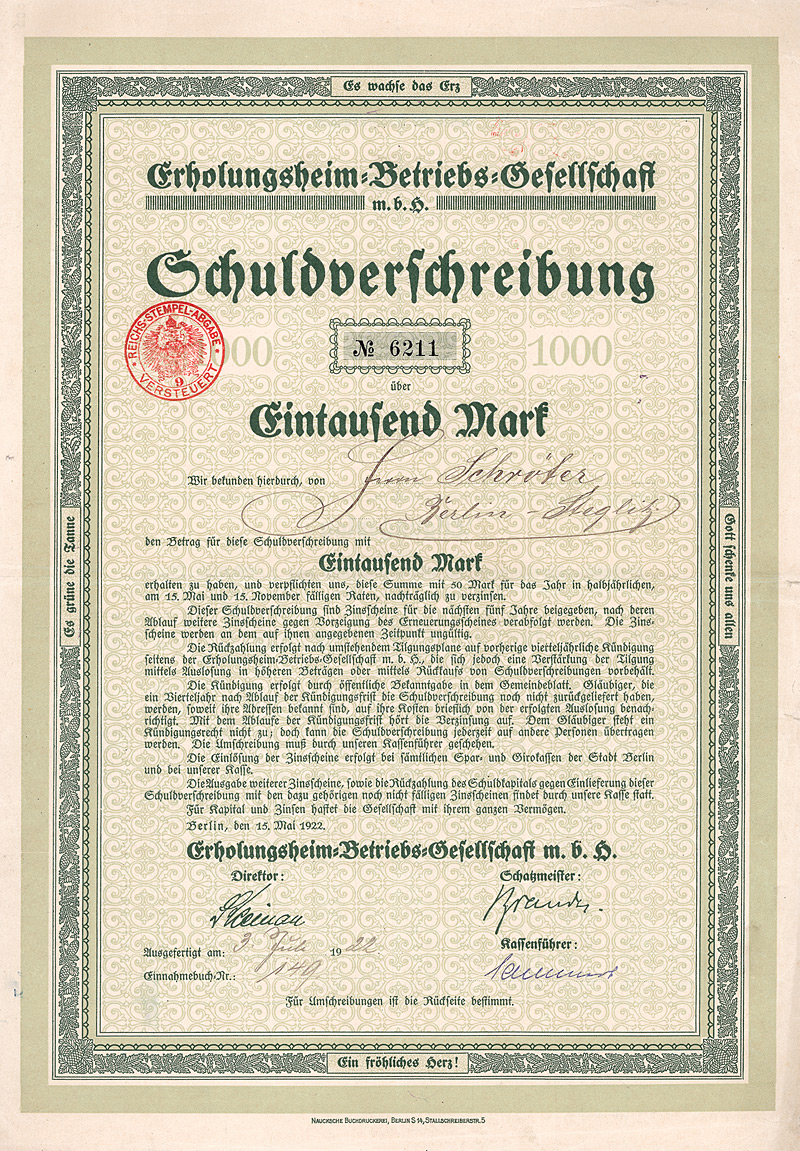 Es wachse das Erz
Erholungsheim-Betriebs-Gesellschaft
m. b. H.
Schuldverschreibung
REICHS-STEMPEL-ABGABE
9
VERSTEUERT
000
№ 6211
1000
über
Eintausend Mark
Wir bekunden hierdurch, von Herrn Schröter
Berlin-Steglitz
den Betrag für diese Schuldverschreibung mit
Eintausend Mark
erhalten zu haben, und verpflichten uns, diese Summe mit 50 Mark für das Jahr in halbjährlichen,
am 15. Mai und 15. November fälligen Raten, nachträglich zu verzinsen.
Dieser Schuldverschreibung sind Zinsscheine für die nächsten fünf Jahre beigegeben, nach deren
Ablauf weitere Zinsscheine gegen Vorzeigung des Erneuerungsscheines verabfolgt werden. Die Zins-
scheine werden an dem auf ihnen angegebenen Zeitpunkt ungültig.
Die Rückzahlung erfolgt nach umstehendem Tilgungsplane auf vorherige vierteljährliche Kündigung
seitens der Erholungsheim-Betriebs-Gesellschaft m. b. H., die sich jedoch eine Verstärkung der Tilgung
mittels Auslosung in höheren Beträgen oder mittels Rückkaufs von Schuldverschreibungen vorbehält.
Die Kündigung erfolgt durch öffentliche Bekanntgabe in dem Gemeindeblatt. Gläubiger, die
ein Vierteljahr nach Ablauf der Kündigungsfrist die Schuldverschreibung noch nicht zurückgeliefert haben,
werden, soweit ihre Adressen bekannt sind, auf ihre Kosten brieflich von der erfolgten Auslosung benach-
richtigt. Mit dem Ablaufe der Kündigungsfrist hört die Verzinsung auf. Dem Gläubiger steht ein
Kündigungsrecht nicht zu; doch kann die Schuldverschreibung jederzeit auf andere Personen übertragen
werden. Die Umschreibung muß durch unseren Kassenführer geschehen.
Die Einlösung der Zinsscheine erfolgt bei sämtlichen Spar- und Girokassen der Stadt Berlin
und bei unserer Kasse.
Die Ausgabe weiterer Zinsscheine, sowie die Rückzahlung des Schuldkapitals gegen Einlieferung dieser
Schuldverschreibung mit den dazu gehörigen noch nicht fälligen Zinsscheinen findet durch unsere Kasse statt.
Für Kapital und Zinsen haftet die Gesellschaft mit ihrem ganzen Vermögen.
Berlin, den 15. Mai 1922.
Erholungsheim-Betriebs-Gesellschaft m. b. H.
Direktor:
Schatzmeister:
Ausgefertigt am: 3. Juli 1922.
Kassenführer:
Einnahmebuch-Nr.: 149
Für Umschreibungen ist die Rückseite bestimmt.
Es grüne die Tanne
Gott schenke uns allen
Ein fröhliches Herz!
NAUCKSCHE BUCHDRUCKEREI, BERLIN S 14, STALLSCHREIBERSTR. 5